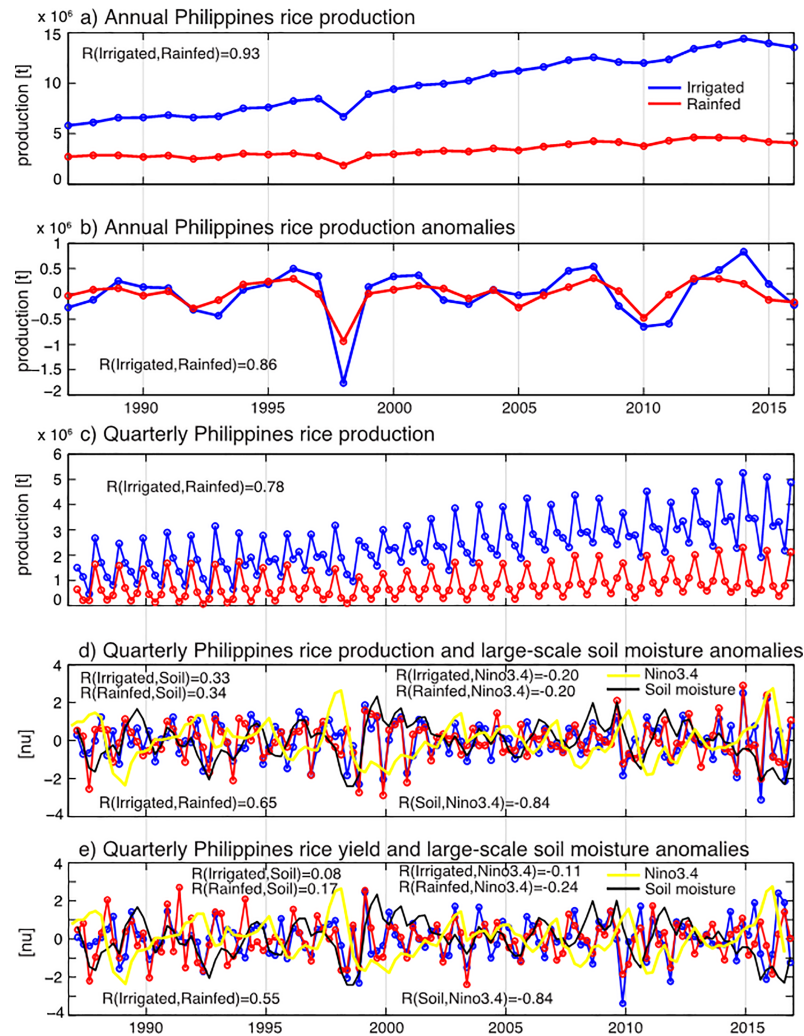 x 10⁶ a) Annual Philippines rice production
15
R(Irrigated,Rainfed)=0.93
10
Irrigated
Rainfed
5
0
production [t]
x 10⁶ b) Annual Philippines rice production anomalies
1
0.5
0
−0.5
−1
−1.5
−2
R(Irrigated,Rainfed)=0.86
production [t]
1990 1995 2000 2005 2010 2015
x 10⁶ c) Quarterly Philippines rice production
6
R(Irrigated,Rainfed)=0.78
5
4
3
2
1
0
production [t]
d) Quarterly Philippines rice production and large-scale soil moisture anomalies
4
R(Irrigated,Soil)=0.33 R(Irrigated,Nino3.4)=-0.20 Nino3.4
R(Rainfed,Soil)=0.34 R(Rainfed,Nino3.4)=-0.20 Soil moisture
2
0
−2
−4
[nu]
R(Irrigated,Rainfed)=0.65 R(Soil,Nino3.4)=-0.84
e) Quarterly Philippines rice yield and large-scale soil moisture anomalies
4
R(Irrigated,Soil)=0.08 R(Irrigated,Nino3.4)=-0.11 Nino3.4
R(Rainfed,Soil)=0.17 R(Rainfed,Nino3.4)=-0.24 Soil moisture
2
0
−2
−4
[nu]
R(Irrigated,Rainfed)=0.55 R(Soil,Nino3.4)=-0.84
1990 1995 2000 2005 2010 2015